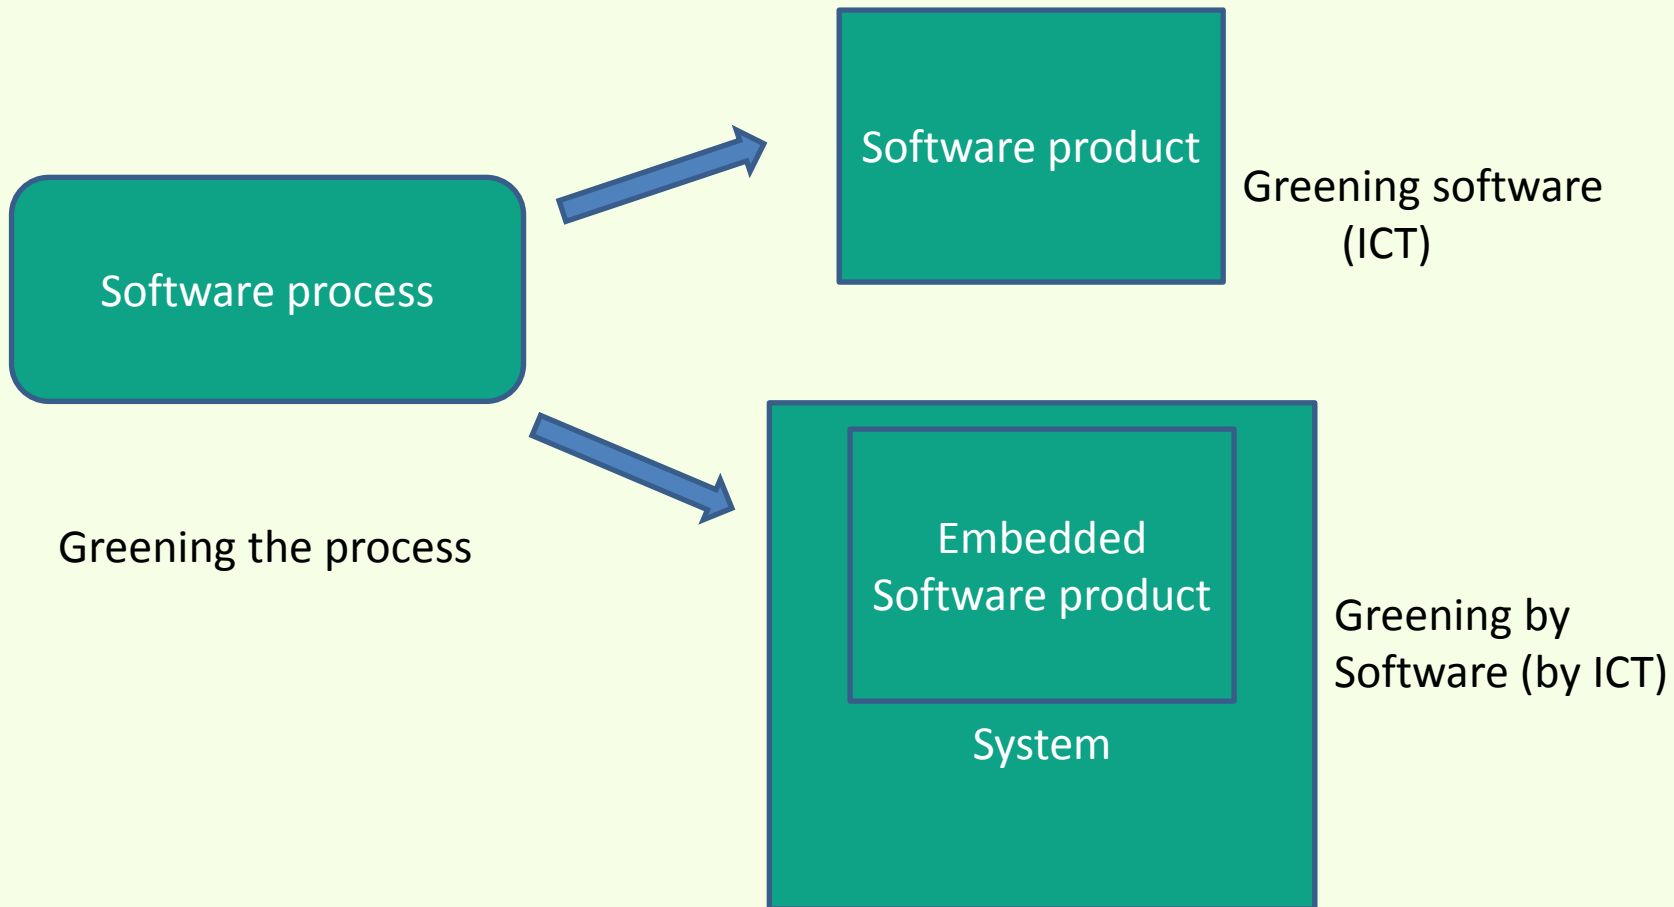 Software process
Greening the process
Software product
Greening software
(ICT)
Embedded
Software product
System
Greening by
Software (by ICT)